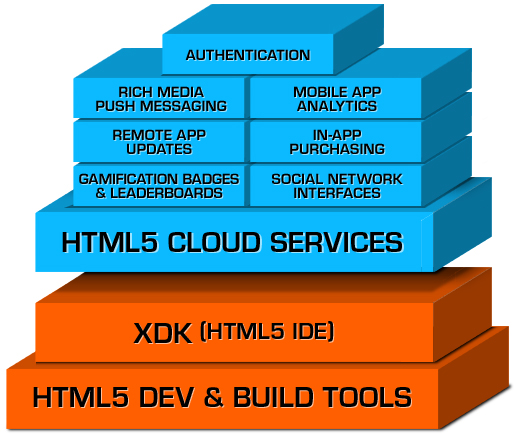 AUTHENTICATION
RICH MEDIA
PUSH MESSAGING
MOBILE APP
ANALYTICS
REMOTE APP
UPDATES
IN-APP
PURCHASING
GAMIFICATION BADGES
& LEADERBOARDS
SOCIAL NETWORK
INTERFACES
HTML5 CLOUD SERVICES
XDK (HTML5 IDE)
HTML5 DEV & BUILD TOOLS